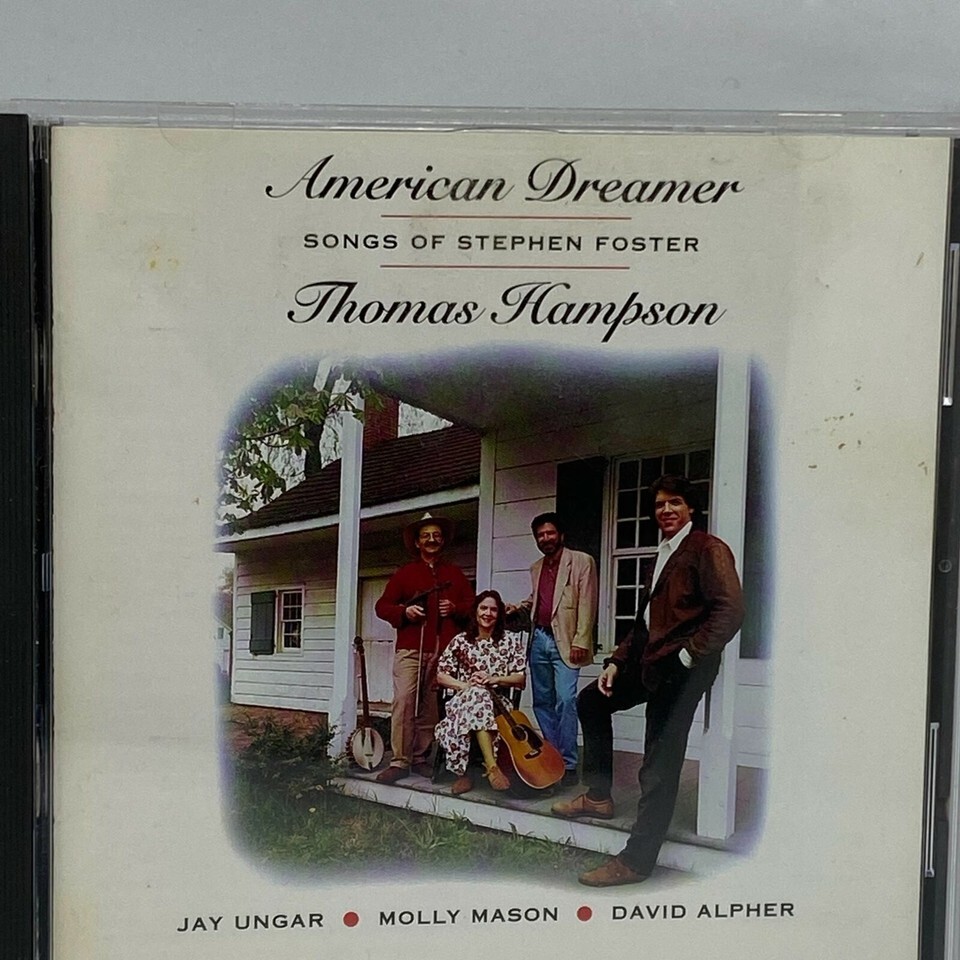 American Dreamer
SONGS OF STEPHEN FOSTER
Thomas Hampson
JAY UNGAR • MOLLY MASON • DAVID ALPHER